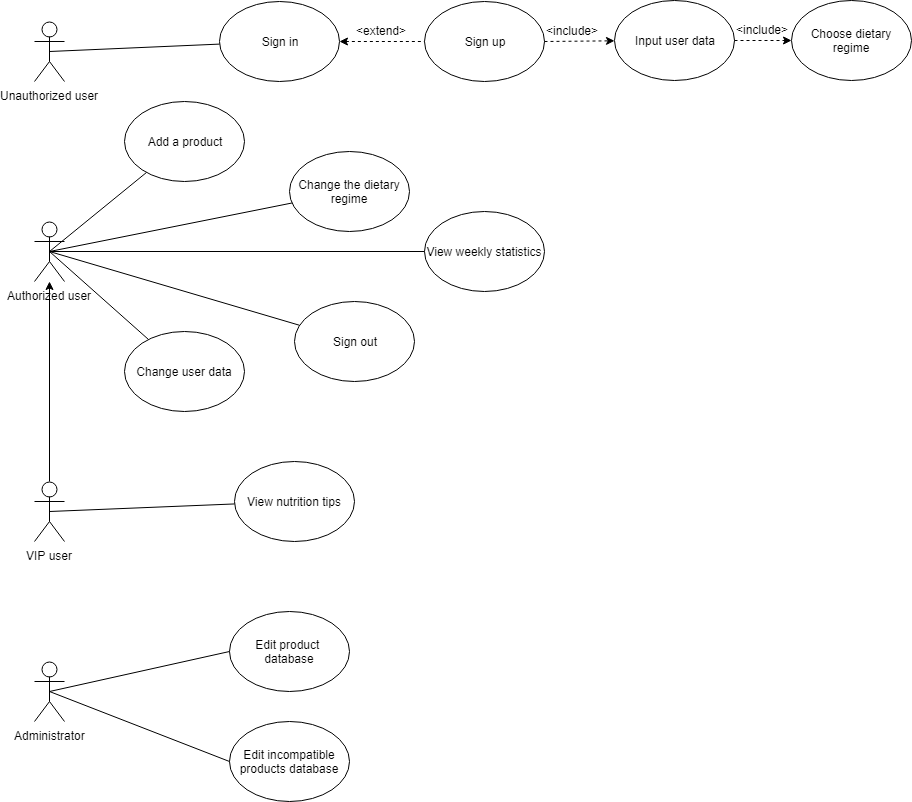 Sign in
<extend>
Sign up
<include>
Input user data
<include>
Choose dietary
regime
Unauthorized user
Add a product
Change the dietary
regime
View weekly statistics
Authorized user
Sign out
Change user data
View nutrition tips
VIP user
Edit product
database
Administrator
Edit incompatible
products database